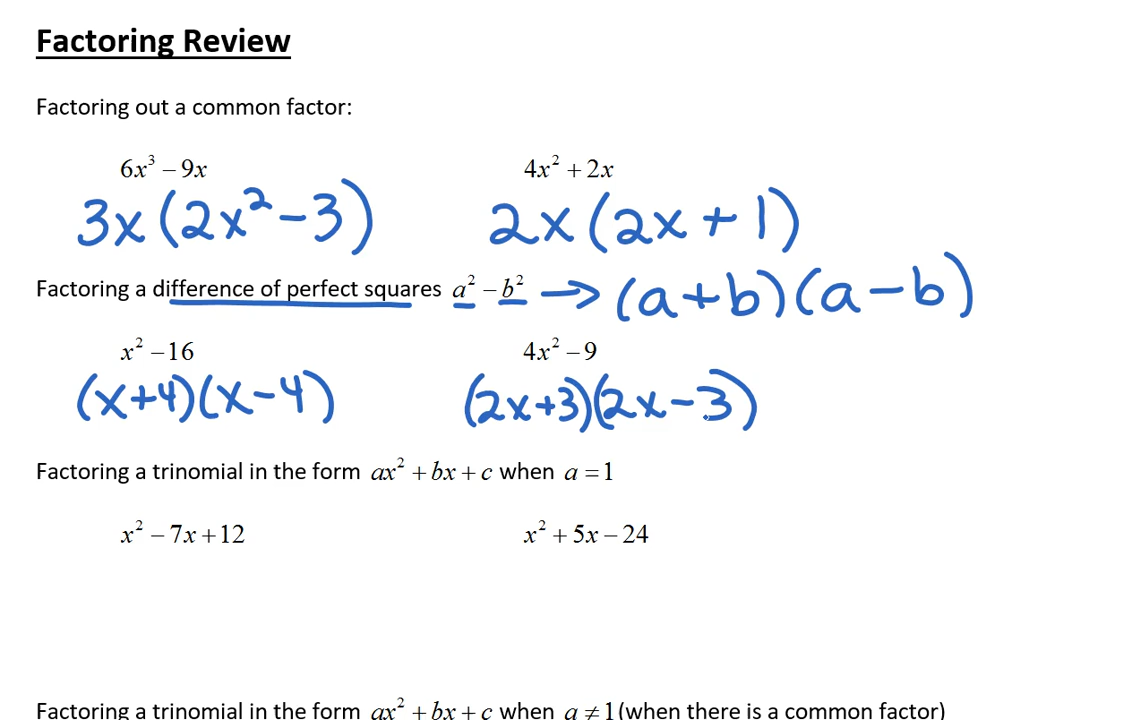 Factoring Review
Factoring out a common factor:
6x³ – 9x 4x² + 2x
3x(2x²-3) 2x(2x+1)
Factoring a difference of perfect squares a² – b² → (a+b)(a-b)
x² – 16 4x² – 9
(x+4)(x-4) (2x+3)(2x-3)
Factoring a trinomial in the form ax² + bx + c when a = 1
x² – 7x + 12 x² + 5x – 24
Factoring a trinomial in the form ax² + bx + c when a ≠ 1(when there is a common factor)